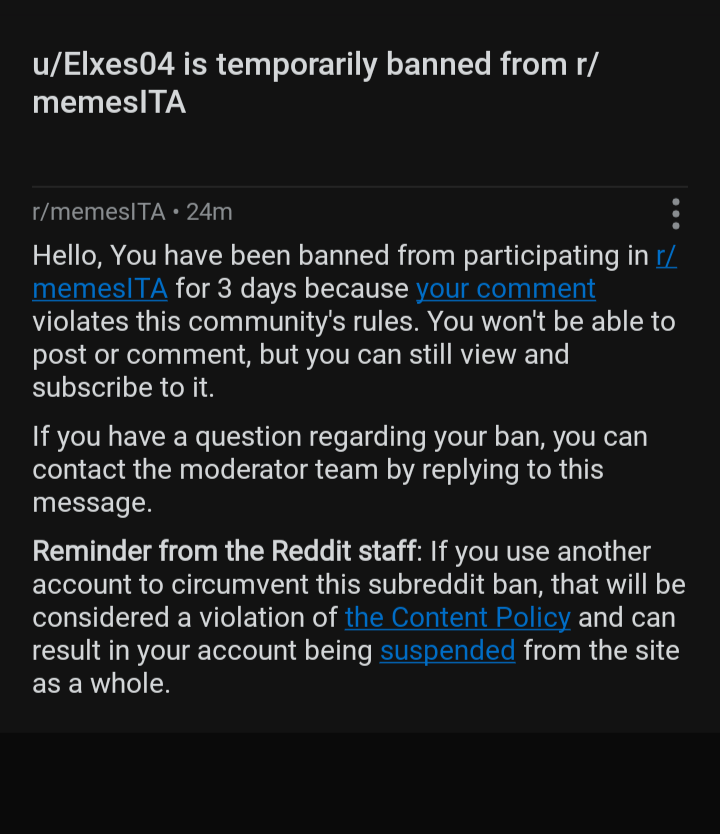 u/Elxes04 is temporarily banned from r/
memesITA
r/memesITA • 24m
Hello, You have been banned from participating in r/
memesITA for 3 days because your comment
violates this community's rules. You won't be able to
post or comment, but you can still view and
subscribe to it.
If you have a question regarding your ban, you can
contact the moderator team by replying to this
message.
Reminder from the Reddit staff: If you use another
account to circumvent this subreddit ban, that will be
considered a violation of the Content Policy and can
result in your account being suspended from the site
as a whole.